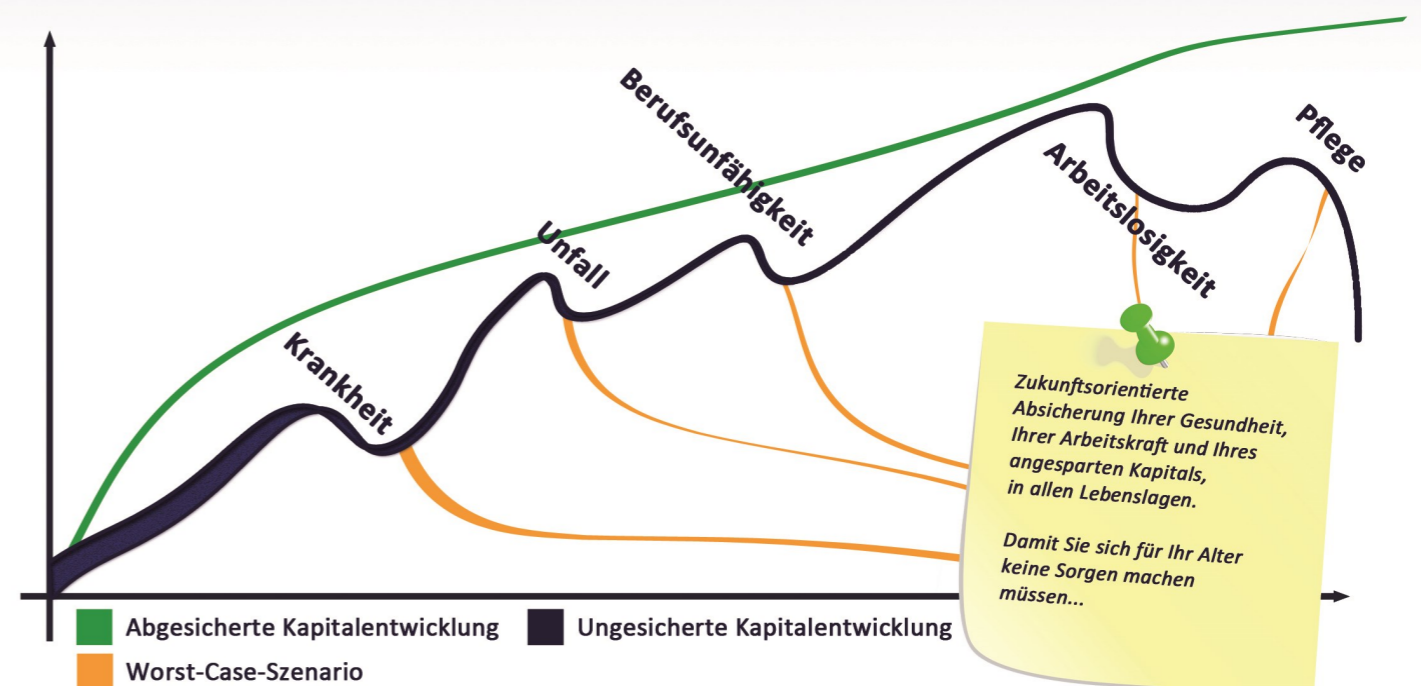 Berufsunfähigkeit
Pflege
Arbeitslosigkeit
Unfall
Krankheit
Zukunftsorientierte
Absicherung Ihrer Gesundheit,
Ihrer Arbeitskraft und Ihres
angesparten Kapitals,
in allen Lebenslagen.
Damit Sie sich für Ihr Alter
keine Sorgen machen
müssen...
Abgesicherte Kapitalentwicklung
Ungesicherte Kapitalentwicklung
Worst-Case-Szenario